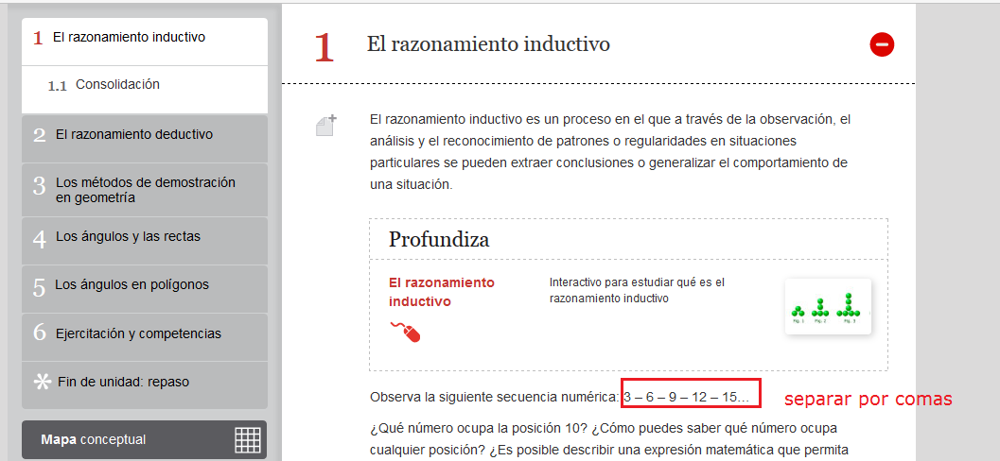 1 El razonamiento inductivo
1.1 Consolidación
2 El razonamiento deductivo
3 Los métodos de demostración
en geometría
4 Los ángulos y las rectas
5 Los ángulos en polígonos
6 Ejercitación y competencias
Fin de unidad: repaso
Mapa conceptual
1 El razonamiento inductivo
El razonamiento inductivo es un proceso en el que a través de la observación, el
análisis y el reconocimiento de patrones o regularidades en situaciones
particulares se pueden extraer conclusiones o generalizar el comportamiento de
una situación.
Profundiza
El razonamiento
inductivo
Interactivo para estudiar qué es el
razonamiento inductivo
Fig. 1 Fig. 2 Fig. 3
Observa la siguiente secuencia numérica: 3 – 6 – 9 – 12 – 15...
separar por comas
¿Qué número ocupa la posición 10? ¿Cómo puedes saber qué número ocupa
cualquier posición? ¿Es posible describir una expresión matemática que permita